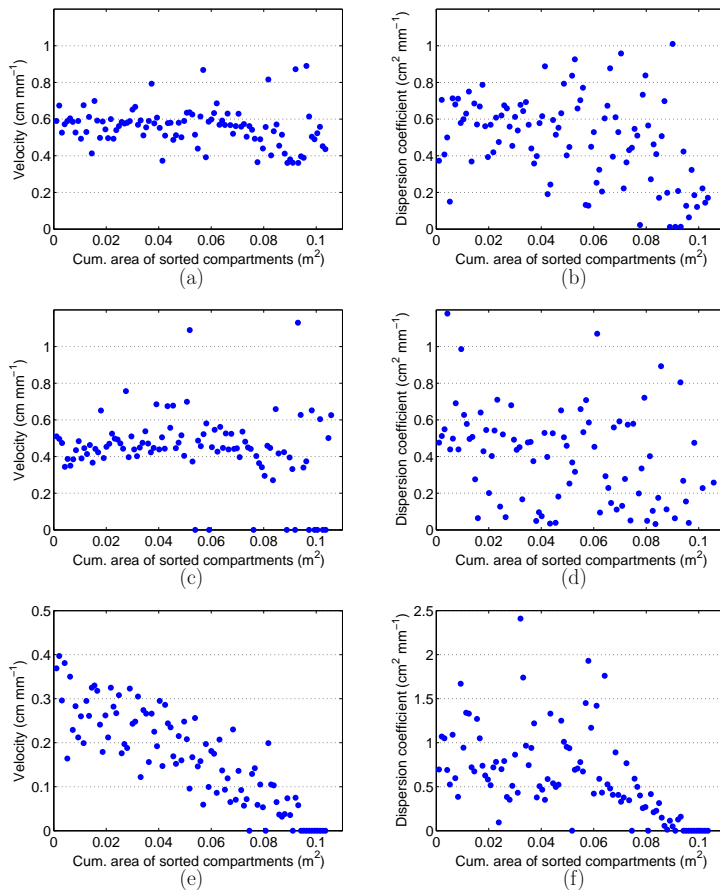 1
0.8
0.6
0.4
0.2
0
0 0.02 0.04 0.06 0.08 0.1
Velocity (cm mm−1)
Cum. area of sorted compartments (m2)
(a)
1
0.8
0.6
0.4
0.2
0
0 0.02 0.04 0.06 0.08 0.1
Dispersion coefficient (cm2 mm−1)
Cum. area of sorted compartments (m2)
(b)
1
0.8
0.6
0.4
0.2
0
0 0.02 0.04 0.06 0.08 0.1
Velocity (cm mm−1)
Cum. area of sorted compartments (m2)
(c)
1
0.8
0.6
0.4
0.2
0
0 0.02 0.04 0.06 0.08 0.1
Dispersion coefficient (cm2 mm−1)
Cum. area of sorted compartments (m2)
(d)
0.5
0.4
0.3
0.2
0.1
0
0 0.02 0.04 0.06 0.08 0.1
Velocity (cm mm−1)
Cum. area of sorted compartments (m2)
(e)
2.5
2
1.5
1
0.5
0
0 0.02 0.04 0.06 0.08 0.1
Dispersion coefficient (cm2 mm−1)
Cum. area of sorted compartments (m2)
(f)